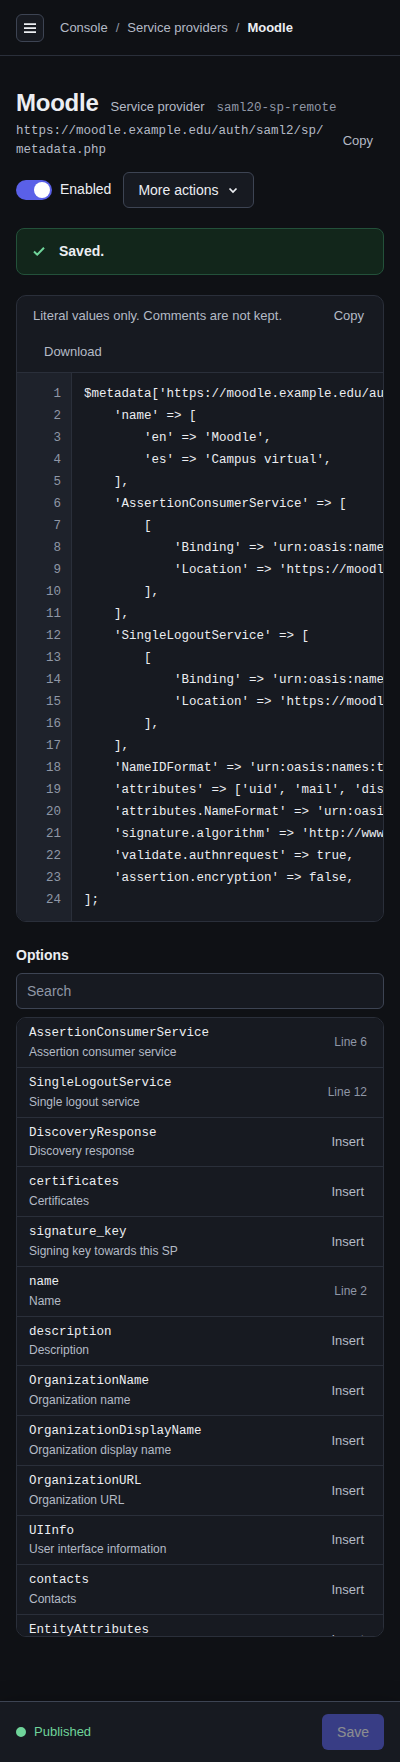 Console / Service providers / Moodle
Moodle Service provider saml20-sp-remote
https://moodle.example.edu/auth/saml2/sp/
metadata.php
Copy
Enabled More actions
Saved.
Literal values only. Comments are not kept. Copy
Download
1 $metadata['https://moodle.example.edu/au
2 'name' => [
3 'en' => 'Moodle',
4 'es' => 'Campus virtual',
5 ],
6 'AssertionConsumerService' => [
7 [
8 'Binding' => 'urn:oasis:name
9 'Location' => 'https://moodl
10 ],
11 ],
12 'SingleLogoutService' => [
13 [
14 'Binding' => 'urn:oasis:name
15 'Location' => 'https://moodl
16 ],
17 ],
18 'NameIDFormat' => 'urn:oasis:names:t
19 'attributes' => ['uid', 'mail', 'dis
20 'attributes.NameFormat' => 'urn:oasi
21 'signature.algorithm' => 'http://www
22 'validate.authnrequest' => true,
23 'assertion.encryption' => false,
24 ];
Options
Search
AssertionConsumerService
Assertion consumer service
Line 6
SingleLogoutService
Single logout service
Line 12
DiscoveryResponse
Discovery response
Insert
certificates
Certificates
Insert
signature_key
Signing key towards this SP
Insert
name
Name
Line 2
description
Description
Insert
OrganizationName
Organization name
Insert
OrganizationDisplayName
Organization display name
Insert
OrganizationURL
Organization URL
Insert
UIInfo
User interface information
Insert
contacts
Contacts
Insert
EntityAttributes
Published Save